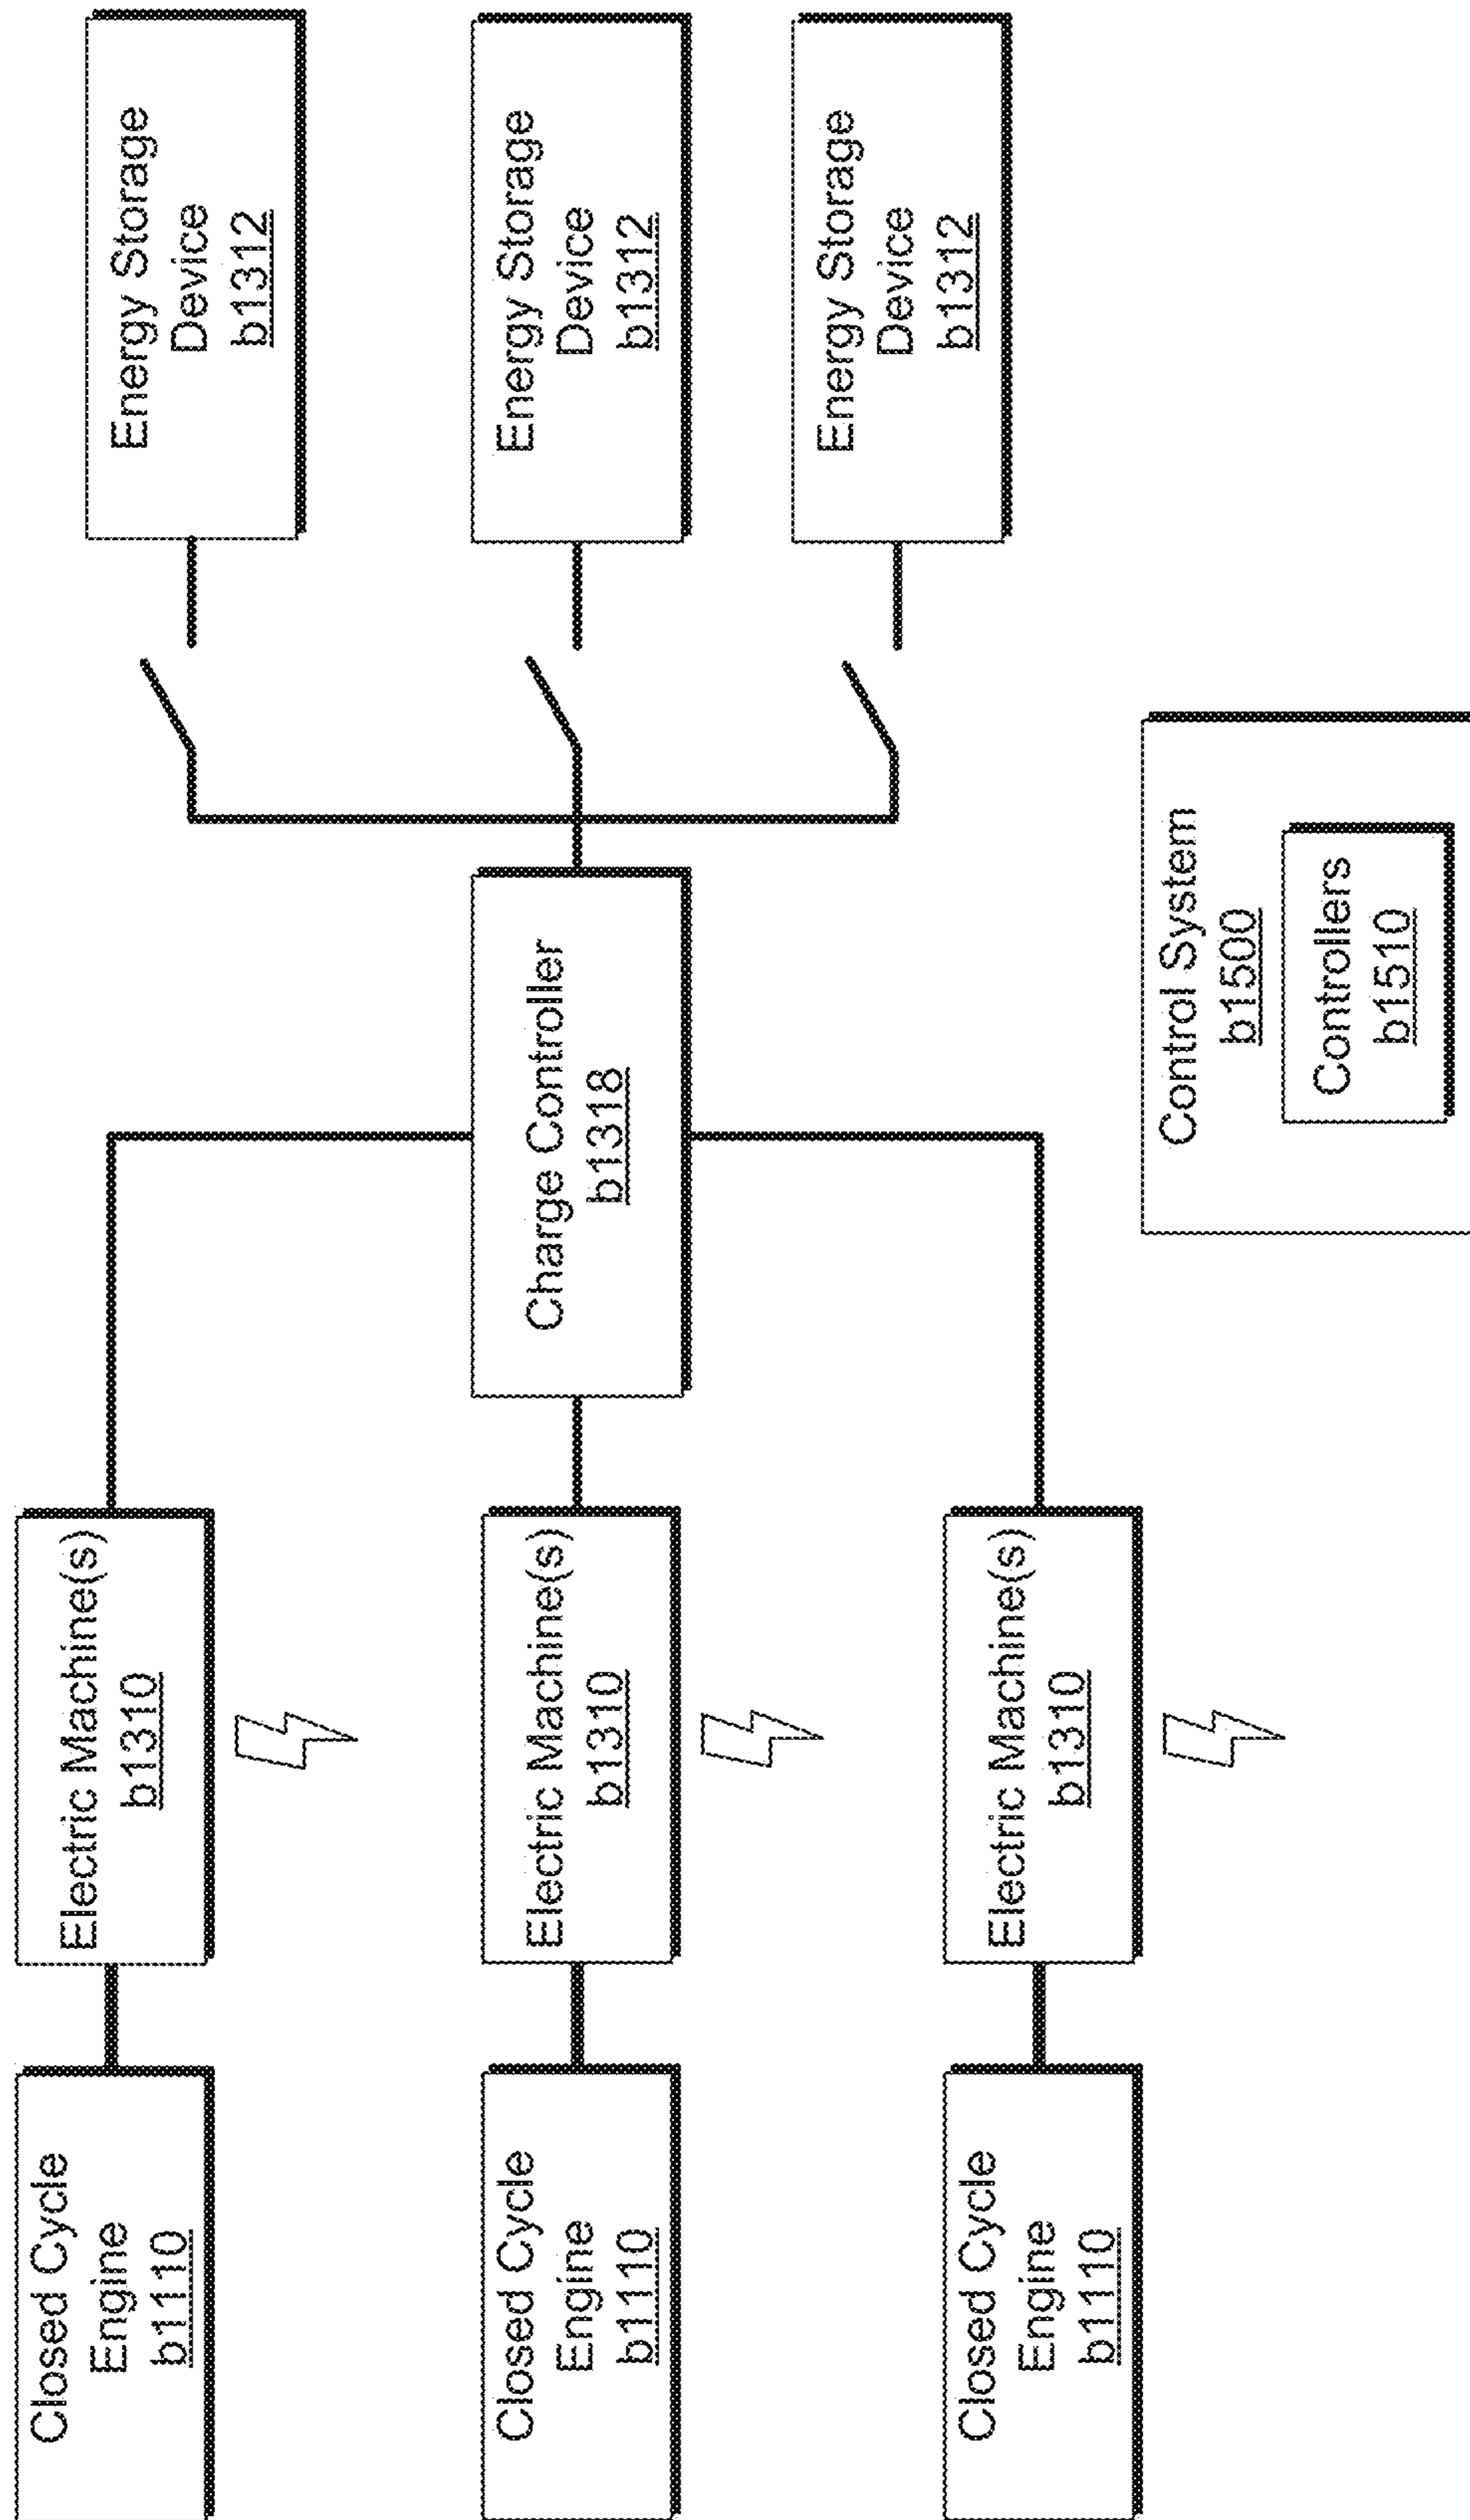 Closed Cycle
Engine
b1110
Electric Machine(s)
b1310
Energy Storage
Device
b1312
Closed Cycle
Engine
b1110
Electric Machine(s)
b1310
Charge Controller
b1318
Energy Storage
Device
b1312
Closed Cycle
Engine
b1110
Electric Machine(s)
b1310
Energy Storage
Device
b1312
Control System
b1500
Controllers
b1510